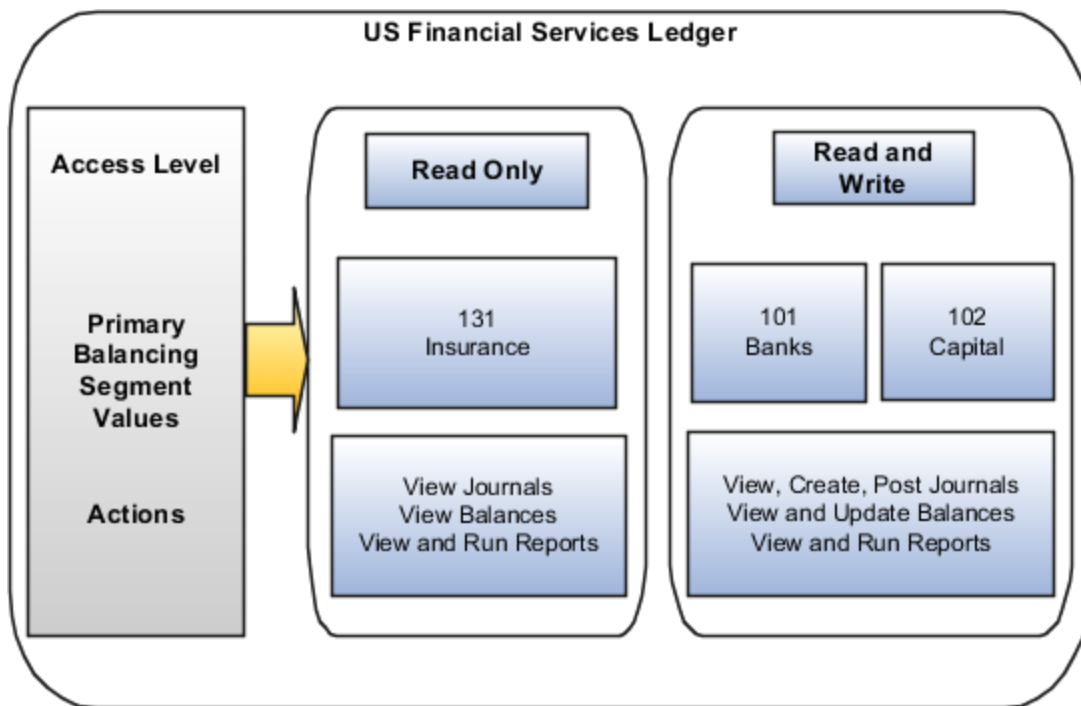 US Financial Services Ledger
Access Level
Primary
Balancing
Segment
Values
Actions
Read Only
131
Insurance
View Journals
View Balances
View and Run Reports
Read and
Write
101
Banks
102
Capital
View, Create, Post Journals
View and Update Balances
View and Run Reports